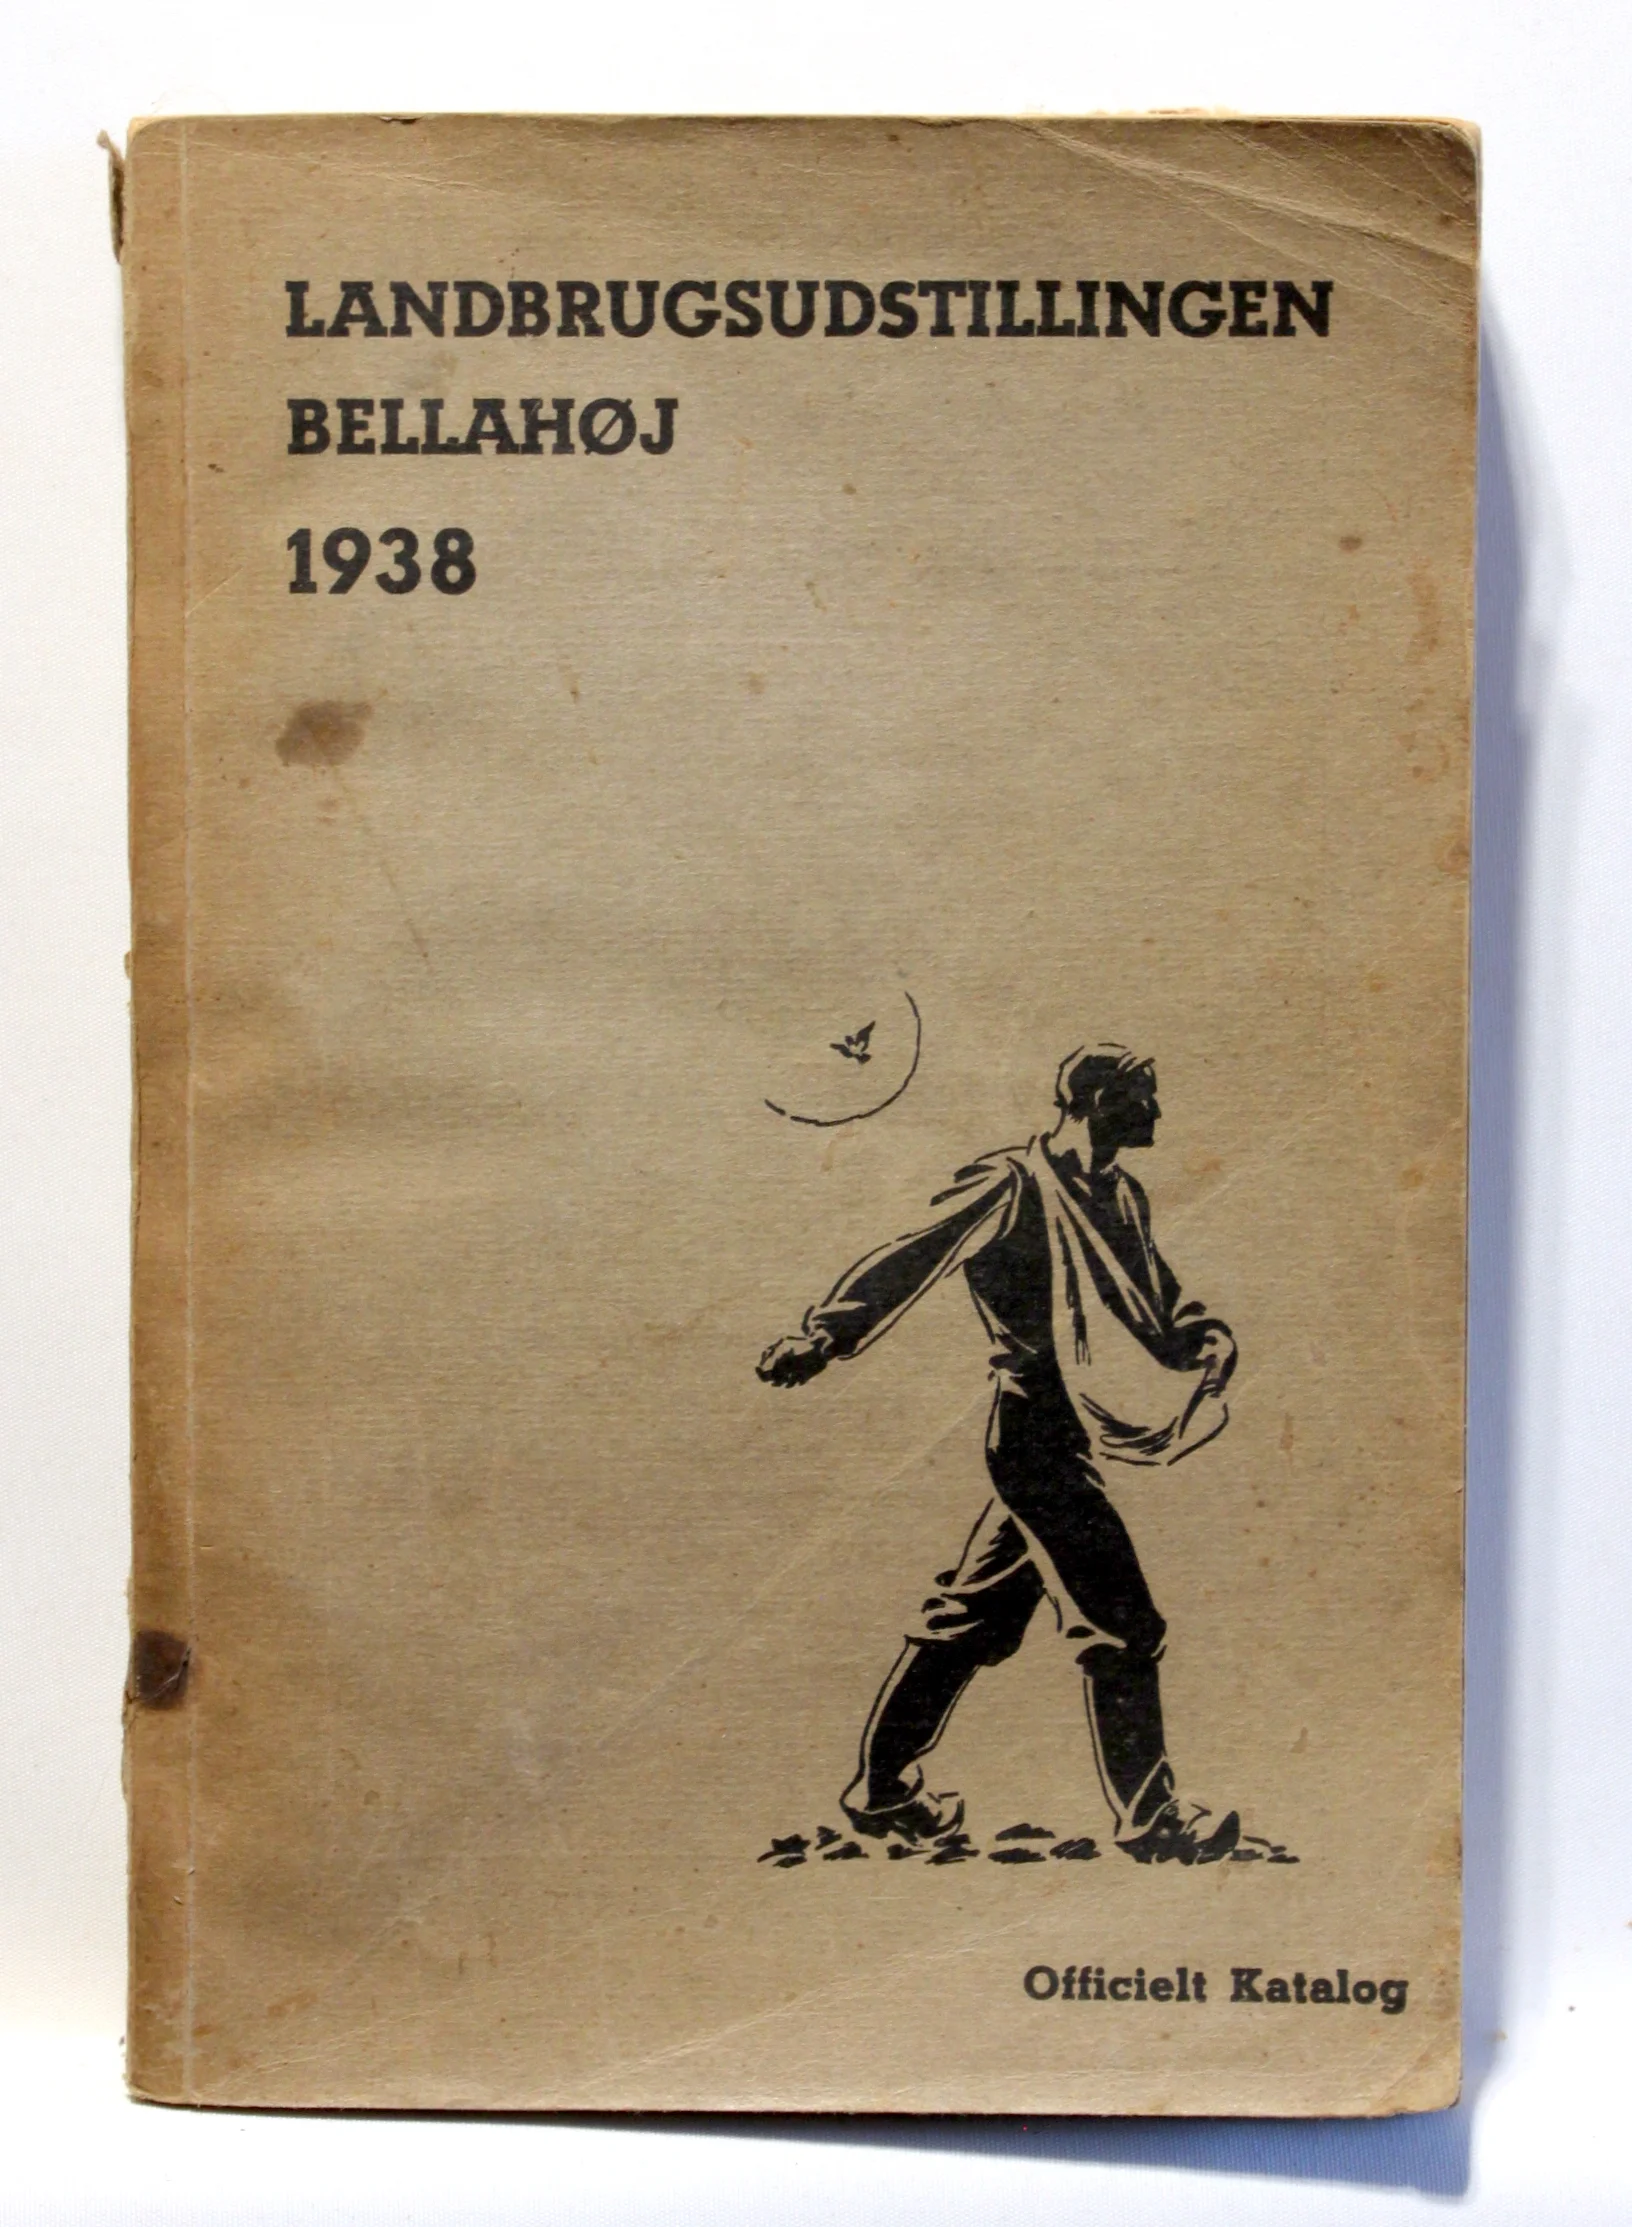 LANDBRUGSUDSTILLINGEN
BELLAHØJ
1938
Officielt Katalog